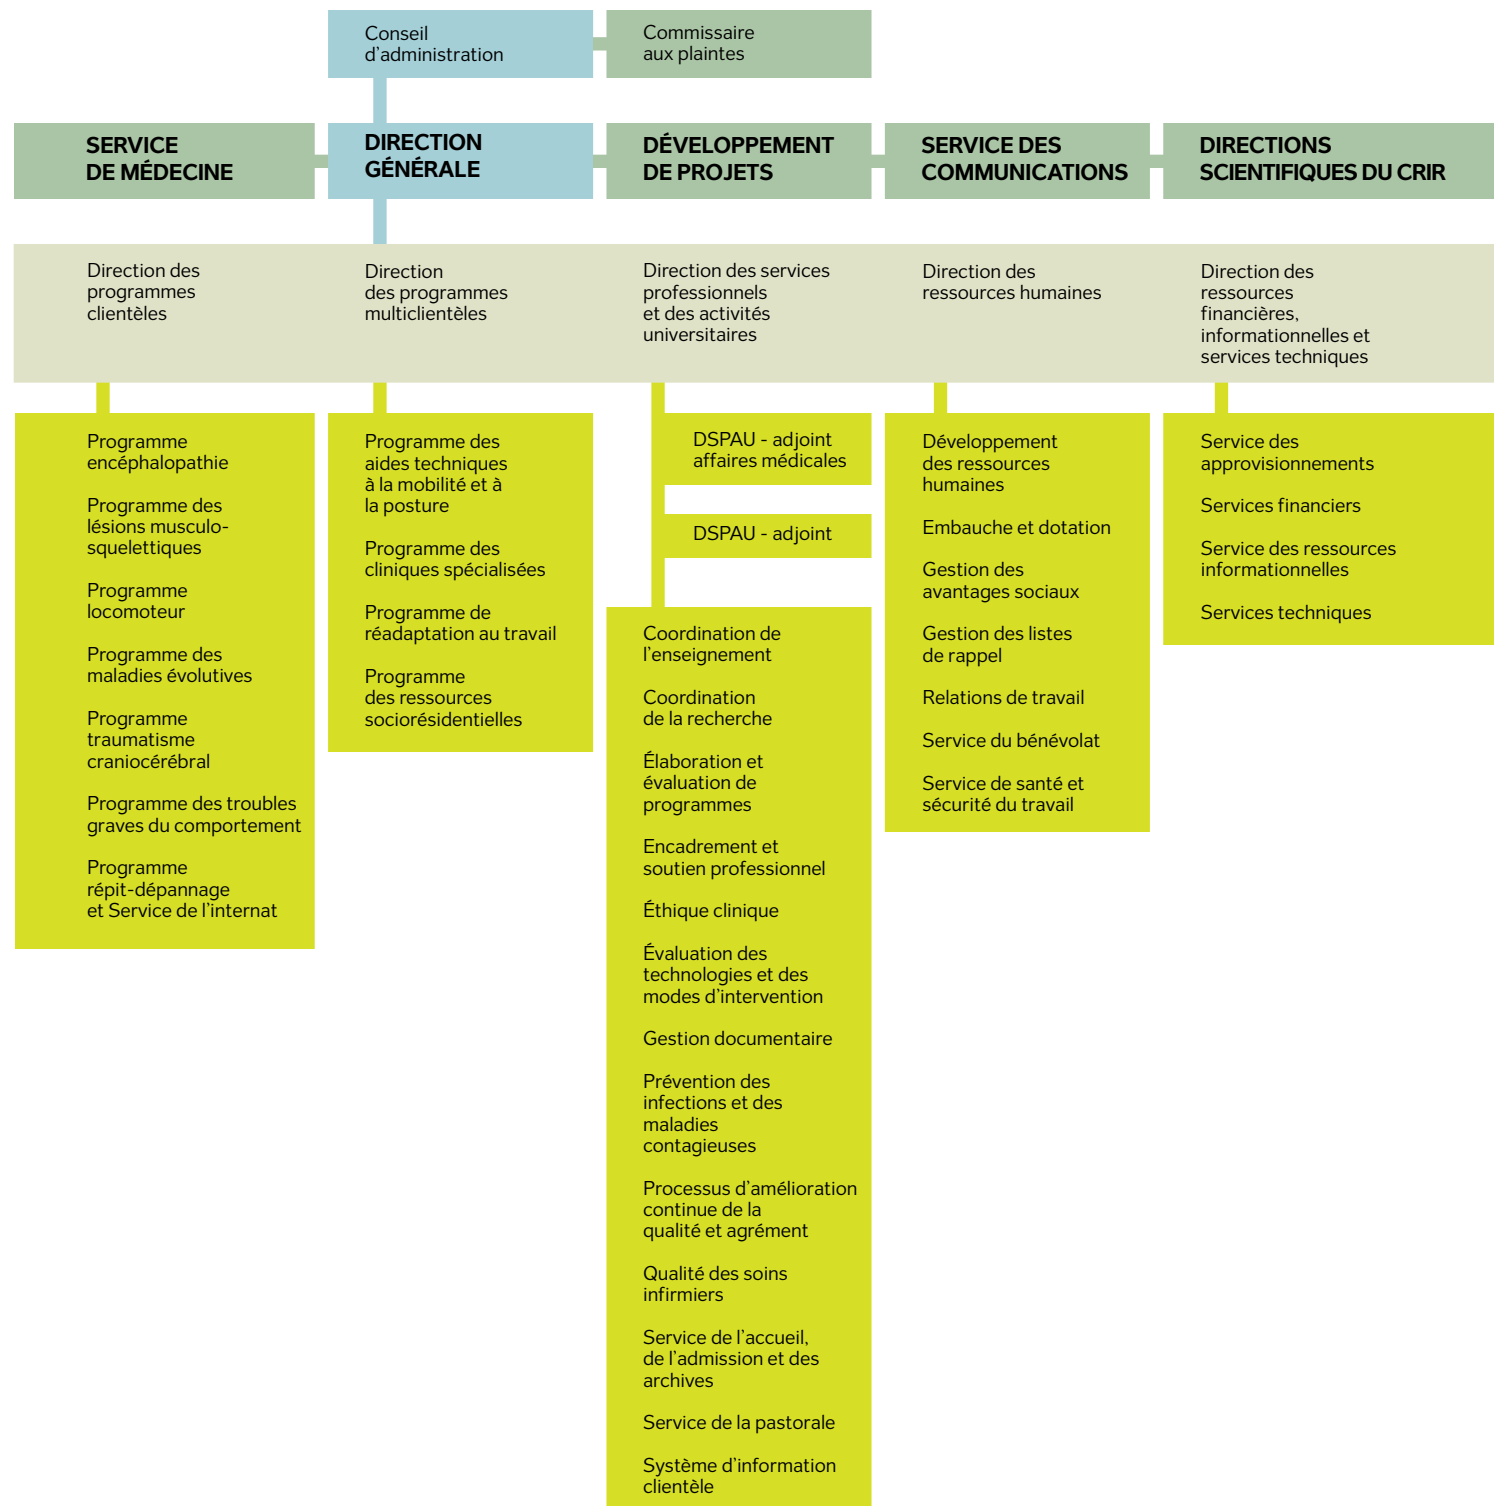 Conseil
d'administration
Commissaire
aux plaintes
SERVICE
DE MÉDECINE
DIRECTION
GÉNÉRALE
DÉVELOPPEMENT
DE PROJETS
SERVICE DES
COMMUNICATIONS
DIRECTIONS
SCIENTIFIQUES DU CRIR
Direction des
programmes
clientèles
Direction
des programmes
multiclientèles
Direction des services
professionnels
et des activités
universitaires
Direction des
ressources humaines
Direction des
ressources
financières,
informationnelles et
services techniques
Programme
encéphalopathie
Programme des
lésions musculo-
squelettiques
Programme
locomoteur
Programme des
maladies évolutives
Programme
traumatisme
craniocérébral
Programme des troubles
graves du comportement
Programme
répit-dépannage
et Service de l'internat
Programme des
aides techniques
à la mobilité et à
la posture
Programme des
cliniques spécialisées
Programme de
réadaptation au travail
Programme
des ressources
sociorésidentielles
DSPAU - adjoint
affaires médicales
DSPAU - adjoint
Coordination de
l'enseignement
Coordination
de la recherche
Élaboration et
évaluation de
programmes
Encadrement et
soutien professionnel
Éthique clinique
Évaluation des
technologies et des
modes d'intervention
Gestion documentaire
Prévention des
infections et des
maladies
contagieuses
Processus d'amélioration
continue de la
qualité et agrément
Qualité des soins
infirmiers
Service de l'accueil,
de l'admission et des
archives
Service de la pastorale
Système d'information
clientèle
Développement
des ressources
humaines
Embauche et dotation
Gestion des
avantages sociaux
Gestion des listes
de rappel
Relations de travail
Service du bénévolat
Service de santé et
sécurité du travail
Service des
approvisionnements
Services financiers
Service des ressources
informationnelles
Services techniques